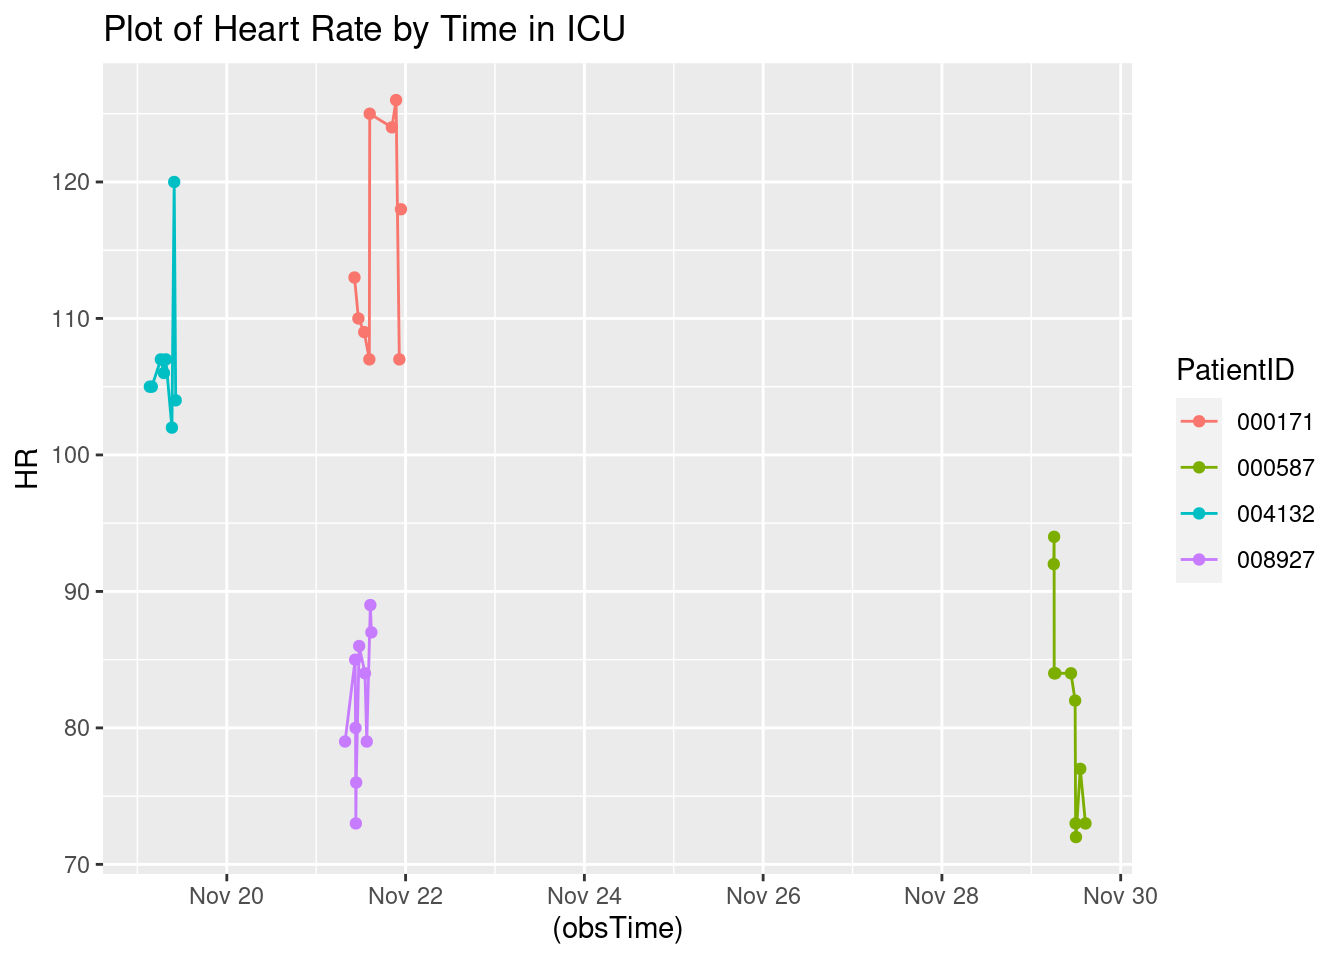 Plot of Heart Rate by Time in ICU
120
110
100
90
80
70
HR
Nov 20 Nov 22 Nov 24 Nov 26 Nov 28 Nov 30
(obsTime)
PatientID
000171
000587
004132
008927